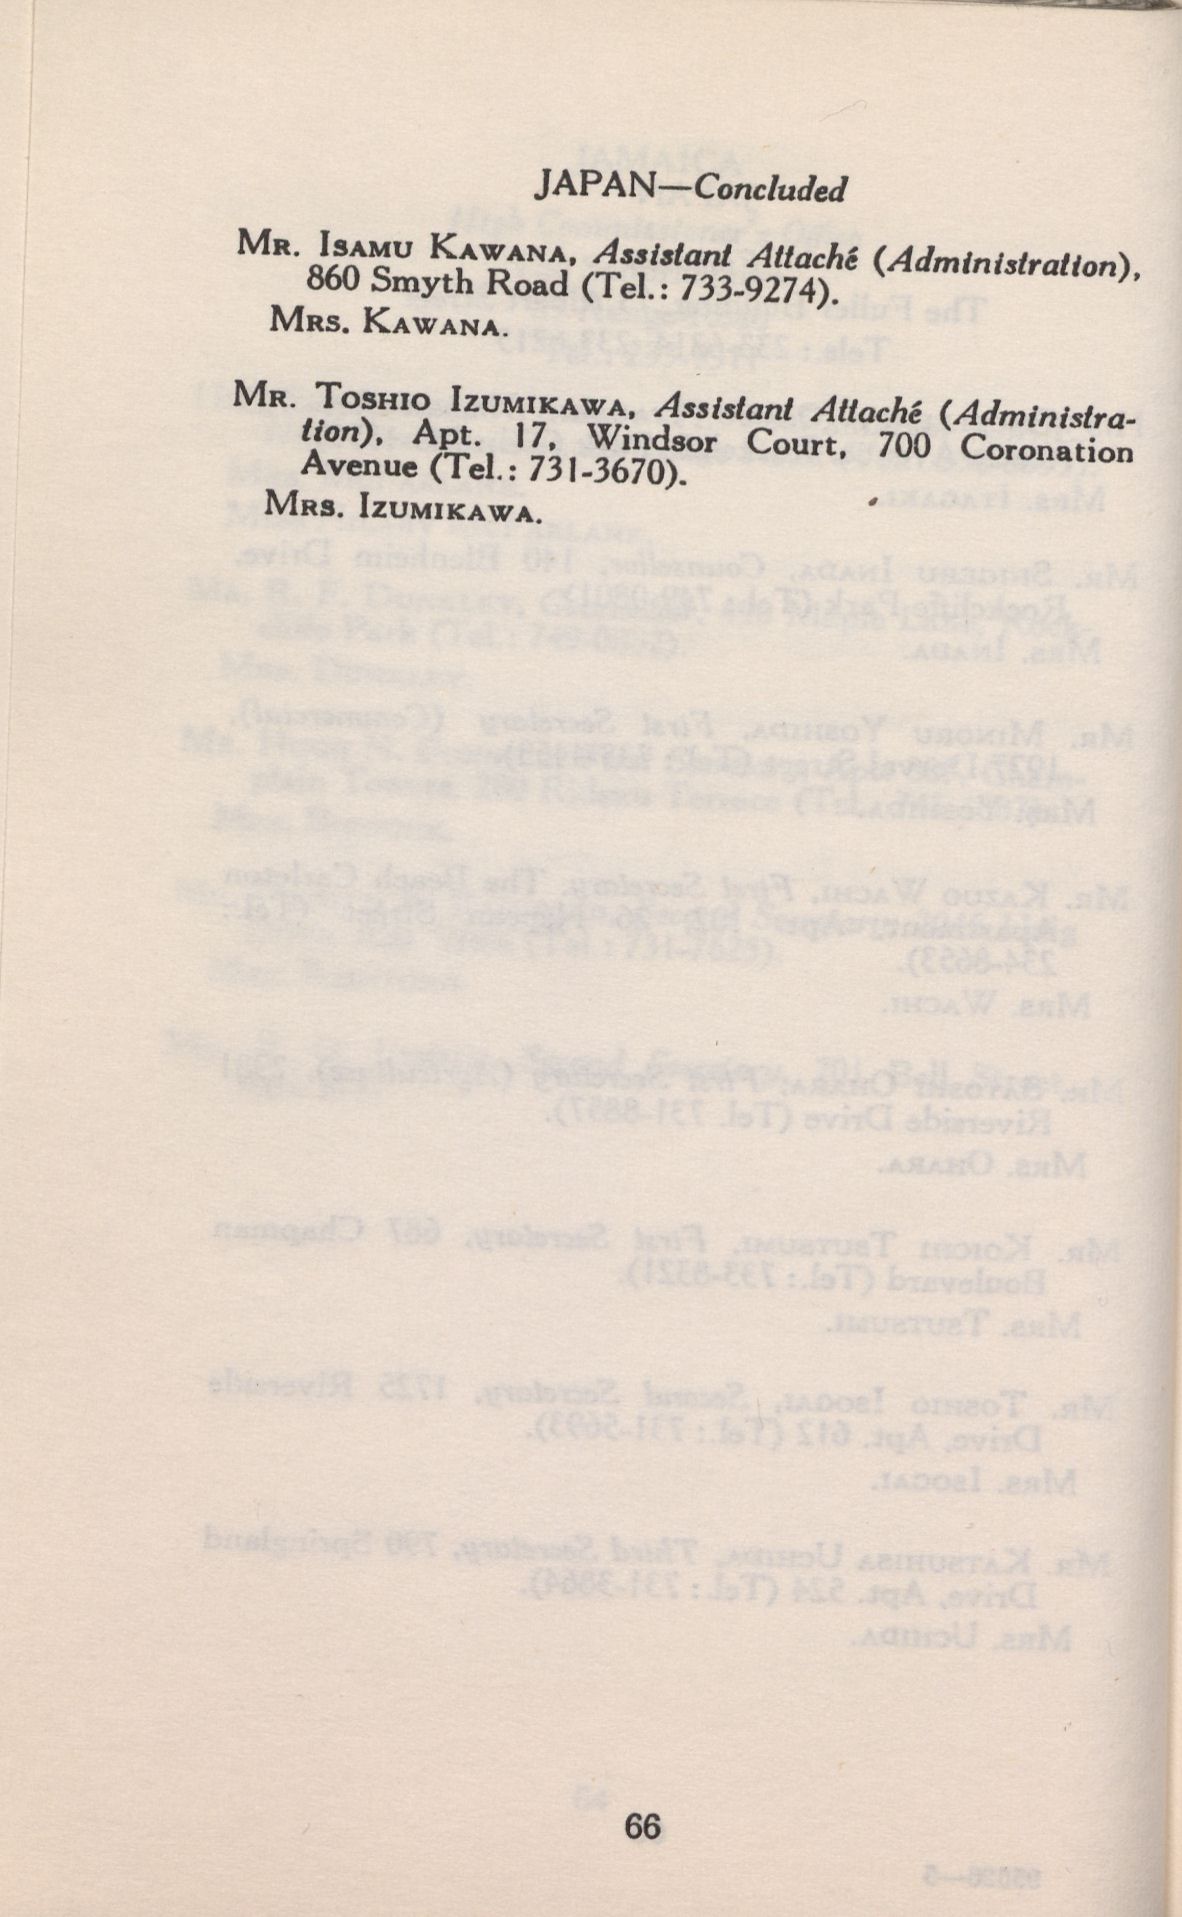 JAPAN—Concluded
MR. ISAMU KAWANA, Assistant Attaché (Administration),
860 Smyth Road (Tel.: 733-9274).
MRS. KAWANA.
MR. TOSHIO IZUMIKAWA, Assistant Attaché (Administra-
tion), Apt. 17, Windsor Court, 700 Coronation
Avenue (Tel.: 731-3670).
MRS. IZUMIKAWA.
66